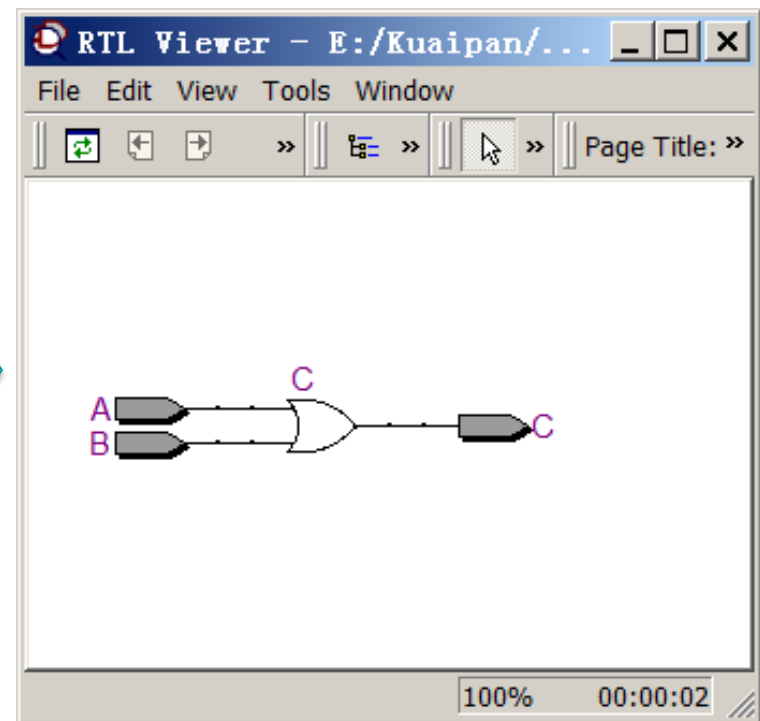 RTL Viewer - E:/Kuaipan/...
File Edit View Tools Window
» » » Page Title: »
C
A
B
C
100% 00:00:02